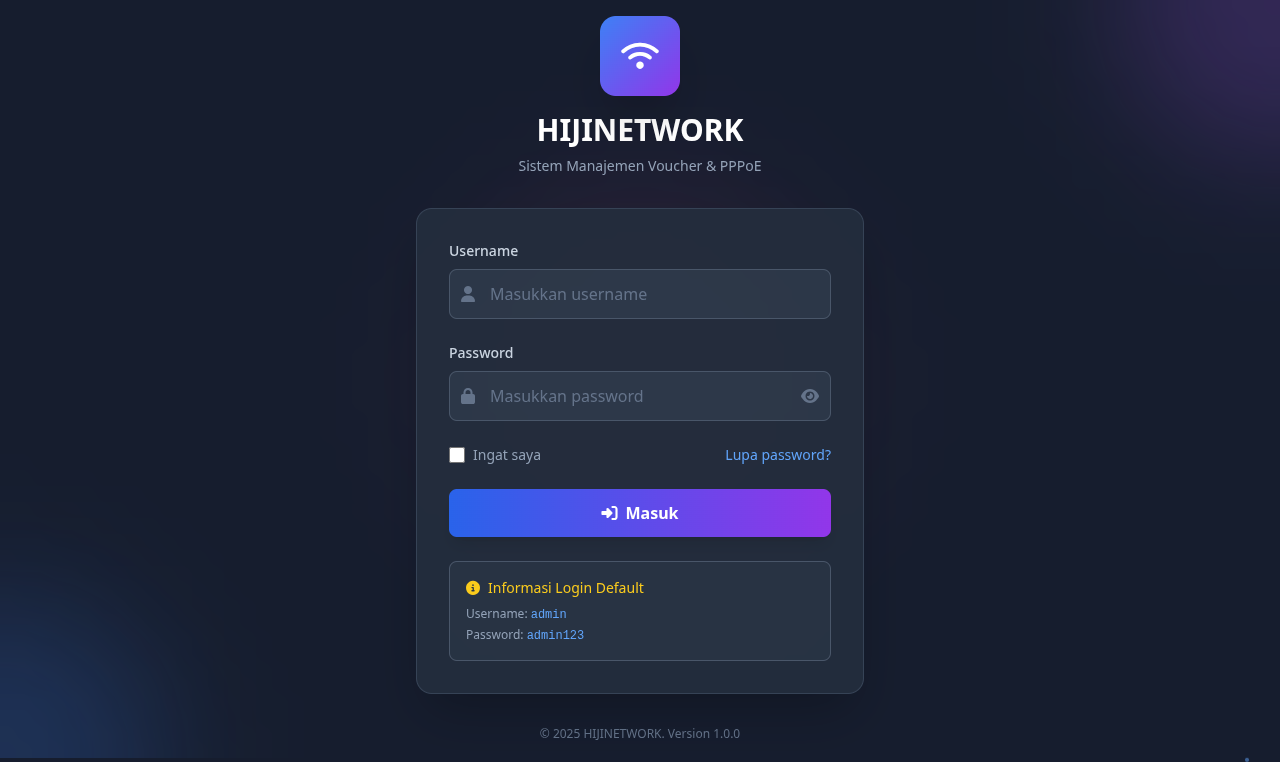 HIJINETWORK
Sistem Manajemen Voucher & PPPoE
Username
Masukkan username
Password
Masukkan password
Ingat saya
Lupa password?
Masuk
Informasi Login Default
Username: admin
Password: admin123
© 2025 HIJINETWORK. Version 1.0.0